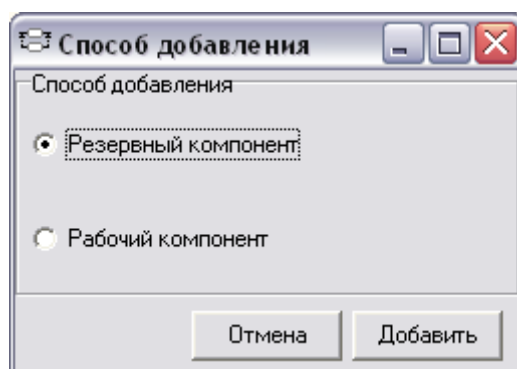 Способ добавления
Способ добавления
Резервный компонент
Рабочий компонент
Отмена Добавить